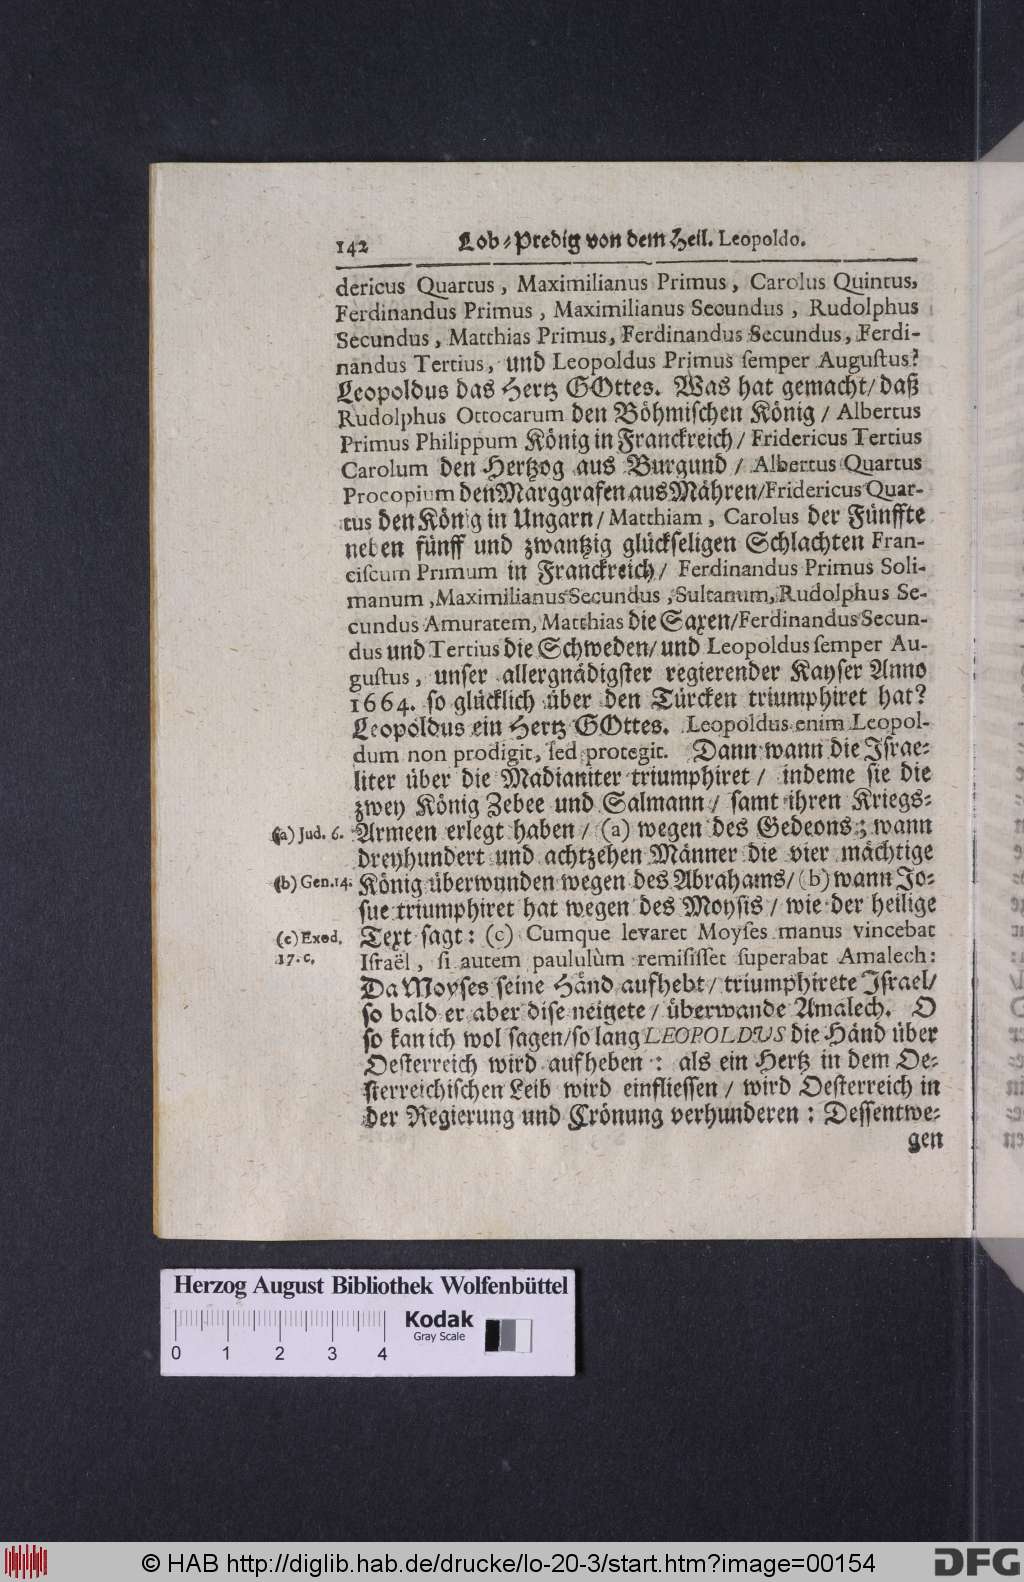 142 Lob-Predig von dem Heil. Leopoldo.
dericus Quartus, Maximilianus Primus, Carolus Quintus,
Ferdinandus Primus, Maximilianus Secundus, Rudolphus
Secundus, Matthias Primus, Ferdinandus Secundus, Ferdi-
nandus Tertius, und Leopoldus Primus semper Augustus?
Leopoldus das Hertz GOttes. Was hat gemacht/ daß
Rudolphus Ottocarum den Böhmischen König/ Albertus
Primus Philippum König in Franckreich/ Fridericus Tertius
Carolum den Hertzog aus Burgund/ Albertus Quartus
Procopium den Marggrafen aus Mähren/ Fridericus Quar-
tus den König in Ungarn/ Matthiam, Carolus der Fünffte
neben fünff und zwantzig glückseligen Schlachten Fran-
ciscum Primum in Franckreich/ Ferdinandus Primus Soli-
manum, Maximilianus Secundus, Sultanum, Rudolphus Se-
cundus Amuratem, Matthias die Saxen/ Ferdinandus Secun-
dus und Tertius die Schweden/ und Leopoldus semper Au-
gustus, unser allergnädigster regierender Kayser Anno
1664. so glücklich über den Türcken triumphiret hat?
Leopoldus ein Hertz GOttes. Leopoldus enim Leopol-
dum non prodigit, sed protegit. Dann wann die Israe-
liter über die Madianiter triumphiret/ indeme sie die
zwey König Zebee und Salmann/ samt ihren Kriegs-
(a) Jud. 6. Armeen erlegt haben/ (a) wegen des Gedeons; wann
dreyhundert und achtzehen Männer die vier mächtige
(b) Gen. 14. König überwunden wegen des Abrahams/ (b) wann Jo-
sue triumphiret hat wegen des Moysis/ wie der heilige
(c) Exod. Text sagt: (c) Cumque levaret Moyses manus vincebat
17. c. Israël, si autem paululùm remisisset superabat Amalech:
Da Moyses seine Händ aufhebt/ triumphirete Israel/
so bald er aber dise neigete/ überwande Amalech. O
so kan ich wol sagen/ so lang LEOPOLDUS die Händ über
Oesterreich wird aufheben: als ein Hertz in dem Oe-
sterreichischen Leib wird einfliessen/ wird Oesterreich in
der Regierung und Crönung verhunderen: Dessentwe-
gen
Herzog August Bibliothek Wolfenbüttel
Kodak
Gray Scale
0 1 2 3 4
© HAB http://diglib.hab.de/drucke/lo-20-3/start.htm?image=00154
DFG